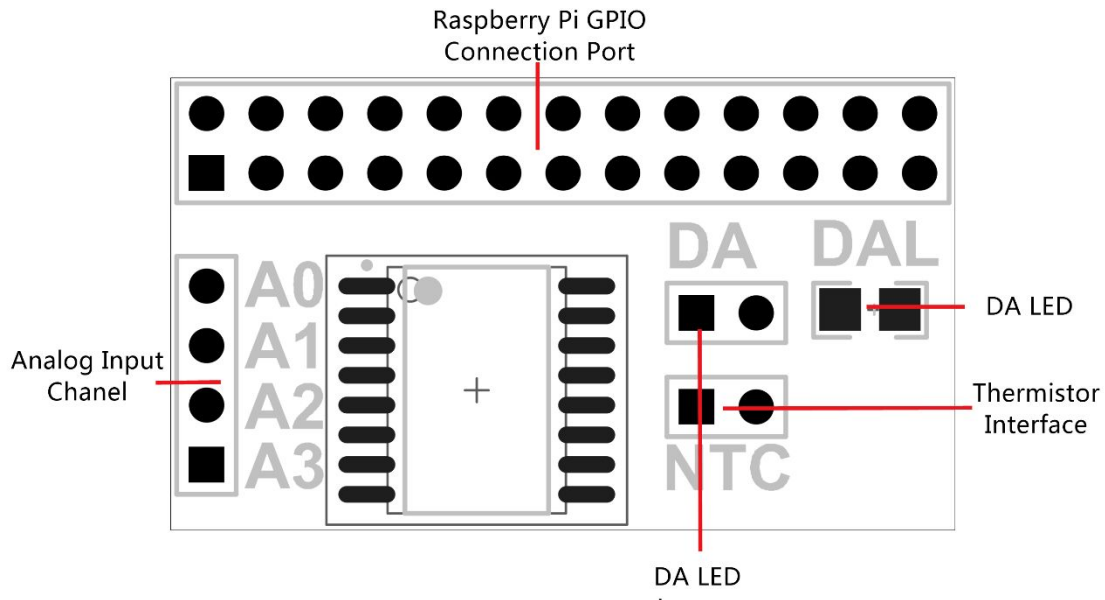 Raspberry Pi GPIO
Connection Port
DA
DAL
A0
A1
A2
A3
DA LED
Analog Input
Chanel
Thermistor
Interface
NTC
DA LED